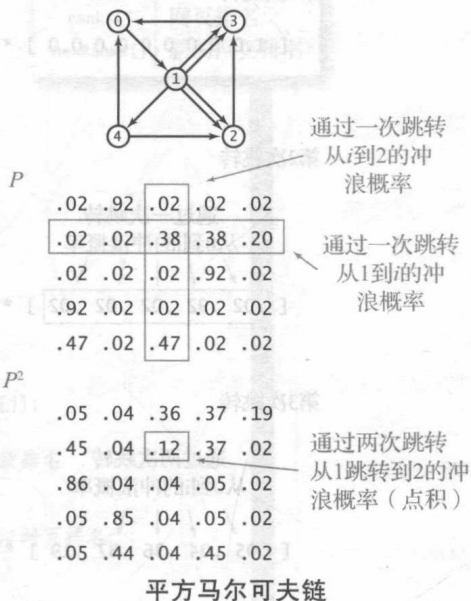 0
3
1
4
2
通过一次跳转
从i到2的冲
浪概率
P
.02 .92 .02 .02 .02
.02 .02 .38 .38 .20
.02 .02 .02 .92 .02
.92 .02 .02 .02 .02
.47 .02 .47 .02 .02
通过一次跳转
从1到i的冲
浪概率
P²
.05 .04 .36 .37 .19
.45 .04 .12 .37 .02
.86 .04 .04 .05 .02
.05 .85 .04 .05 .02
.05 .44 .04 .45 .02
通过两次跳转
从1跳转到2的冲
浪概率（点积）
平方马尔可夫链